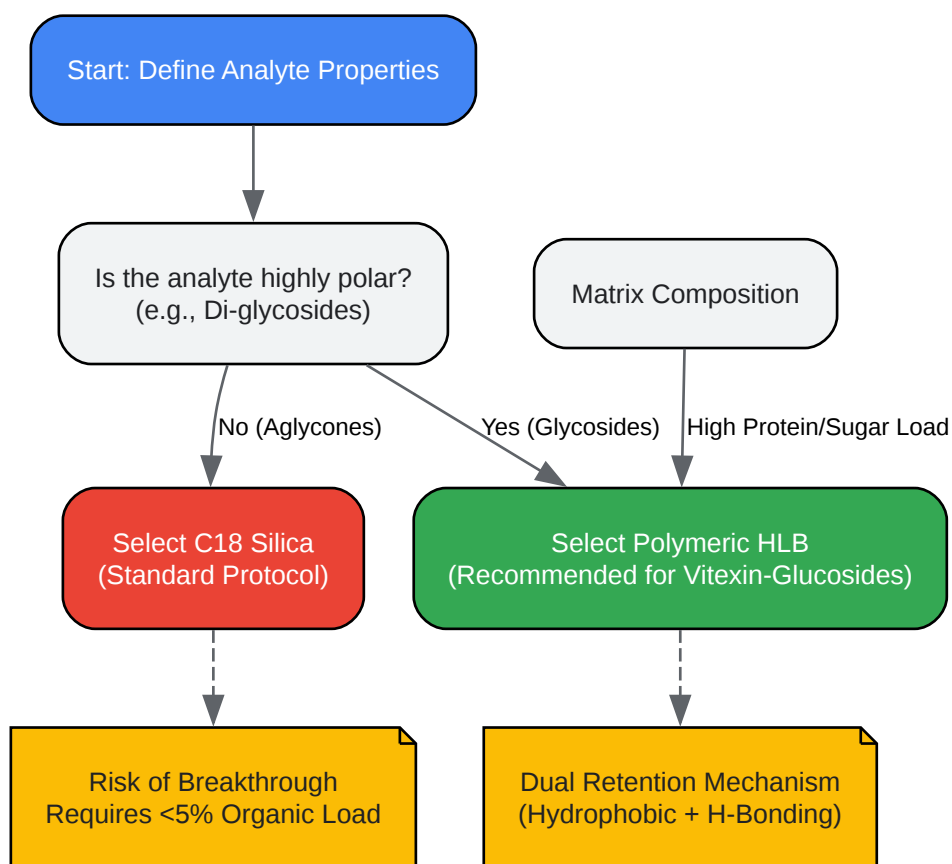 Start: Define Analyte Properties
Is the analyte highly polar?
(e.g., Di-glycosides)
Matrix Composition
No (Aglycones)
Yes (Glycosides)
High Protein/Sugar Load
Select C18 Silica
(Standard Protocol)
Select Polymeric HLB
(Recommended for Vitexin-Glucosides)
Risk of Breakthrough
Requires <5% Organic Load
Dual Retention Mechanism
(Hydrophobic + H-Bonding)